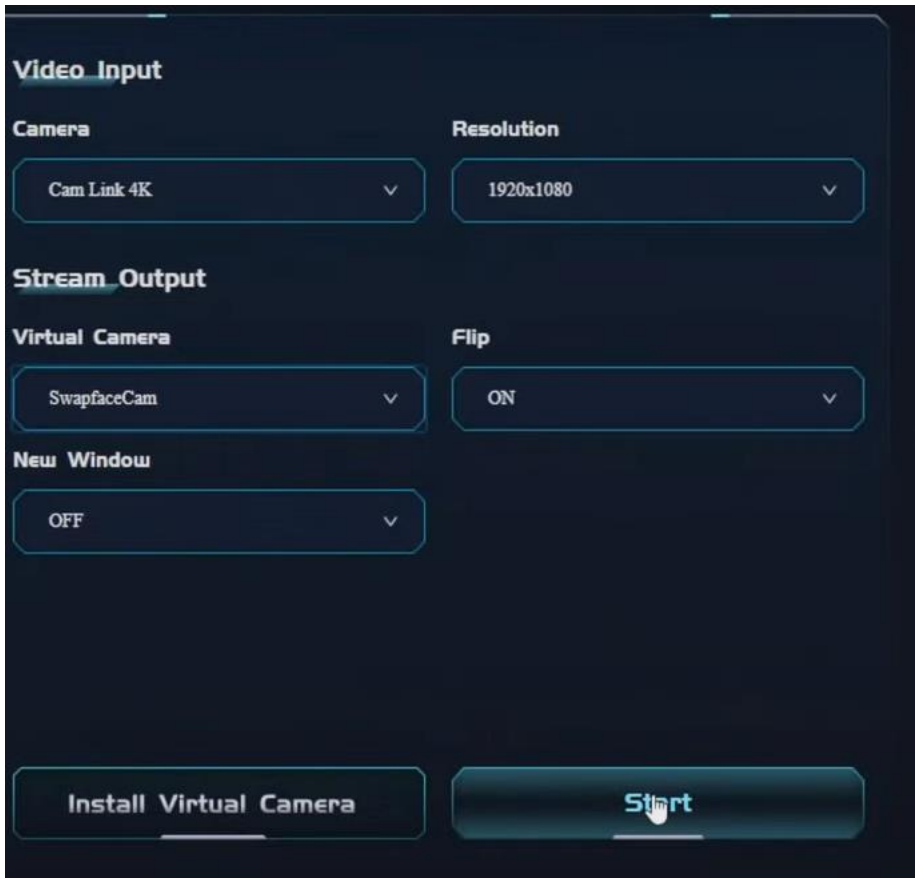 Video Input
Camera Resolution
Cam Link 4K 1920x1080
Stream Output
Virtual Camera Flip
SwapfaceCam ON
New Window
OFF
Install Virtual Camera Start